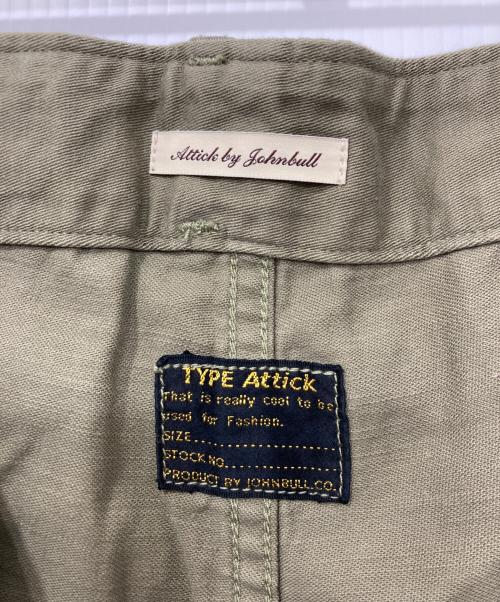 Attick by Johnbull
TYPE Attick
That is really cool to be
used for Fashion.
SIZE....................
STOCK NO.................
PRODUCT BY JOHNBULL.CO.